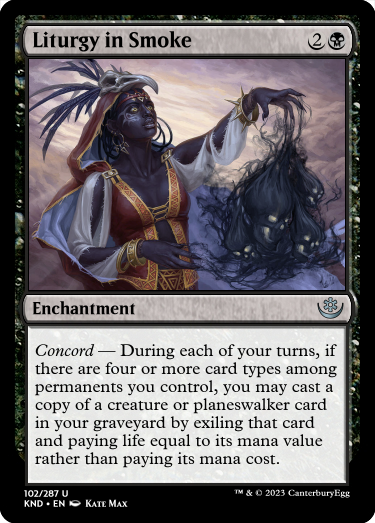 Liturgy in Smoke 2
Enchantment
Concord — During each of your turns, if
there are four or more card types among
permanents you control, you may cast a
copy of a creature or planeswalker card
in your graveyard by exiling that card
and paying life equal to its mana value
rather than paying its mana cost.
102/287 U
KND • EN Kate Max ™ & © 2023 CanterburyEgg